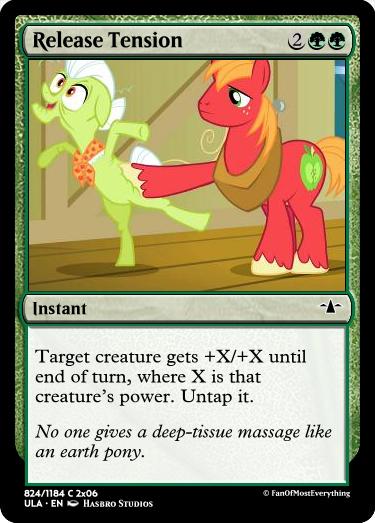 Release Tension 2
Instant
Target creature gets +X/+X until
end of turn, where X is that
creature's power. Untap it.
No one gives a deep-tissue massage like
an earth pony.
824/1184 C 2x06
ULA • EN Hasbro Studios
© FanOfMostEverything